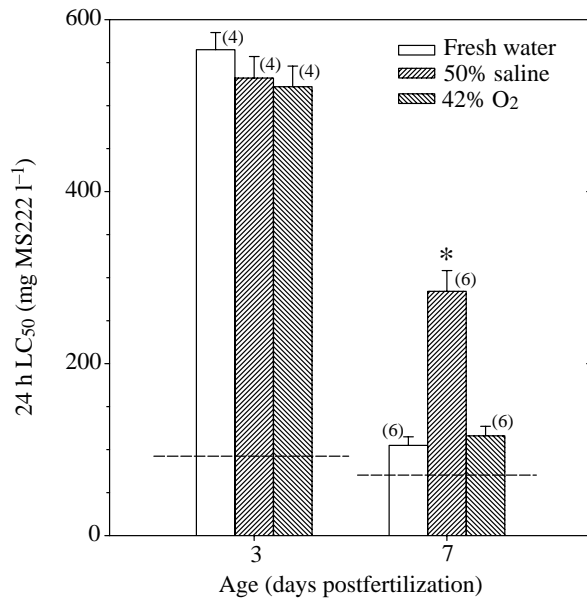 600
400
200
0
24 h LC50 (mg MS222 l−1)
(4)
(4)
(4)
Fresh water
50% saline
42% O2
*
(6)
(6)
(6)
3
7
Age (days postfertilization)